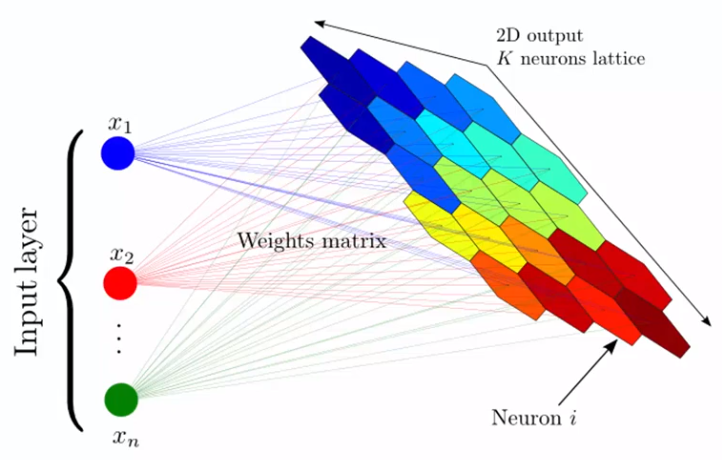 2D output
K neurons lattice
x₁
x₂
⋮
xₙ
Input layer
Weights matrix
Neuron i